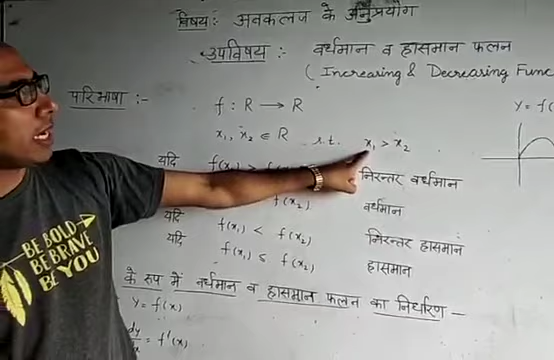 विषय: अवकलज के अनुप्रयोग
उपविषय : वर्धमान व ह्रासमान फलन
( Increasing & Decreasing Func
परिभाषा :-
f : R → R
y = f(
x₁, x₂ ∈ R s.t. x₁ > x₂
यदि f(x₁) > निरन्तर वर्धमान
f(x₂) वर्धमान
यदि f(x₁) < f(x₂) निरन्तर ह्रासमान
यदि f(x₁) ≤ f(x₂) ह्रासमान
के रूप में वर्धमान व ह्रासमान फलन का निर्धारण —
y = f(x)
dy = f'(x)
BE BOLD
BE BRAVE
BE YOU